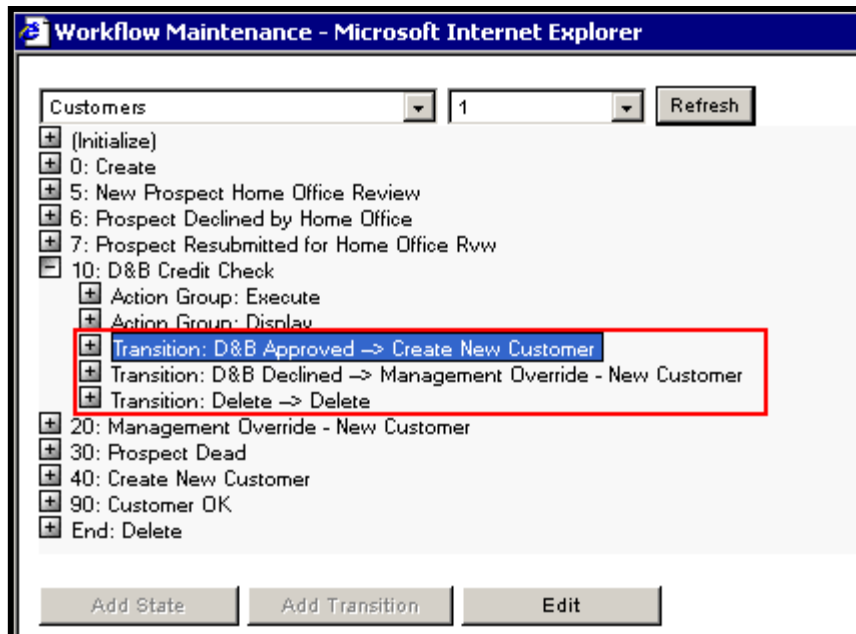 Workflow Maintenance - Microsoft Internet Explorer
Customers 1 Refresh
(Initialize)
0: Create
5: New Prospect Home Office Review
6: Prospect Declined by Home Office
7: Prospect Resubmitted for Home Office Rvw
10: D&B Credit Check
Action Group: Execute
Action Group: Display
Transition: D&B Approved --> Create New Customer
Transition: D&B Declined --> Management Override - New Customer
Transition: Delete --> Delete
20: Management Override - New Customer
30: Prospect Dead
40: Create New Customer
90: Customer OK
End: Delete
Add State Add Transition Edit